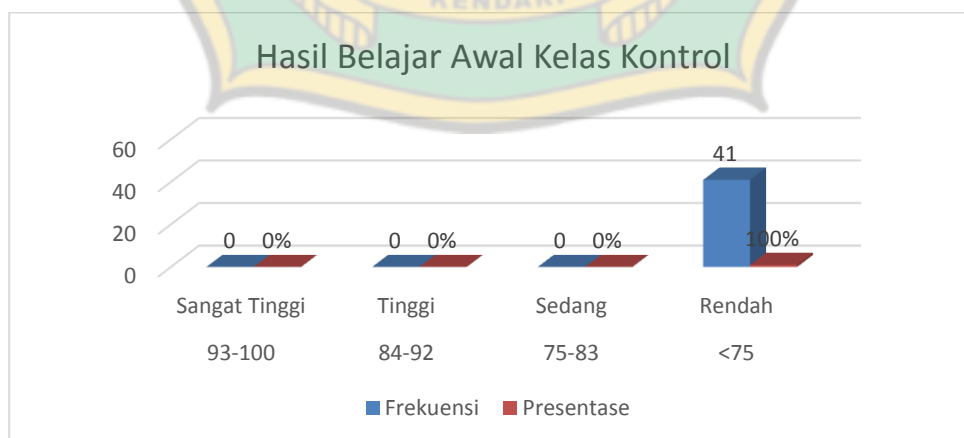 KENDARI
Hasil Belajar Awal Kelas Kontrol
60
40
20
0
0 0% 0 0% 0 0% 41 100%
Sangat Tinggi Tinggi Sedang Rendah
93-100 84-92 75-83 <75
Frekuensi Presentase